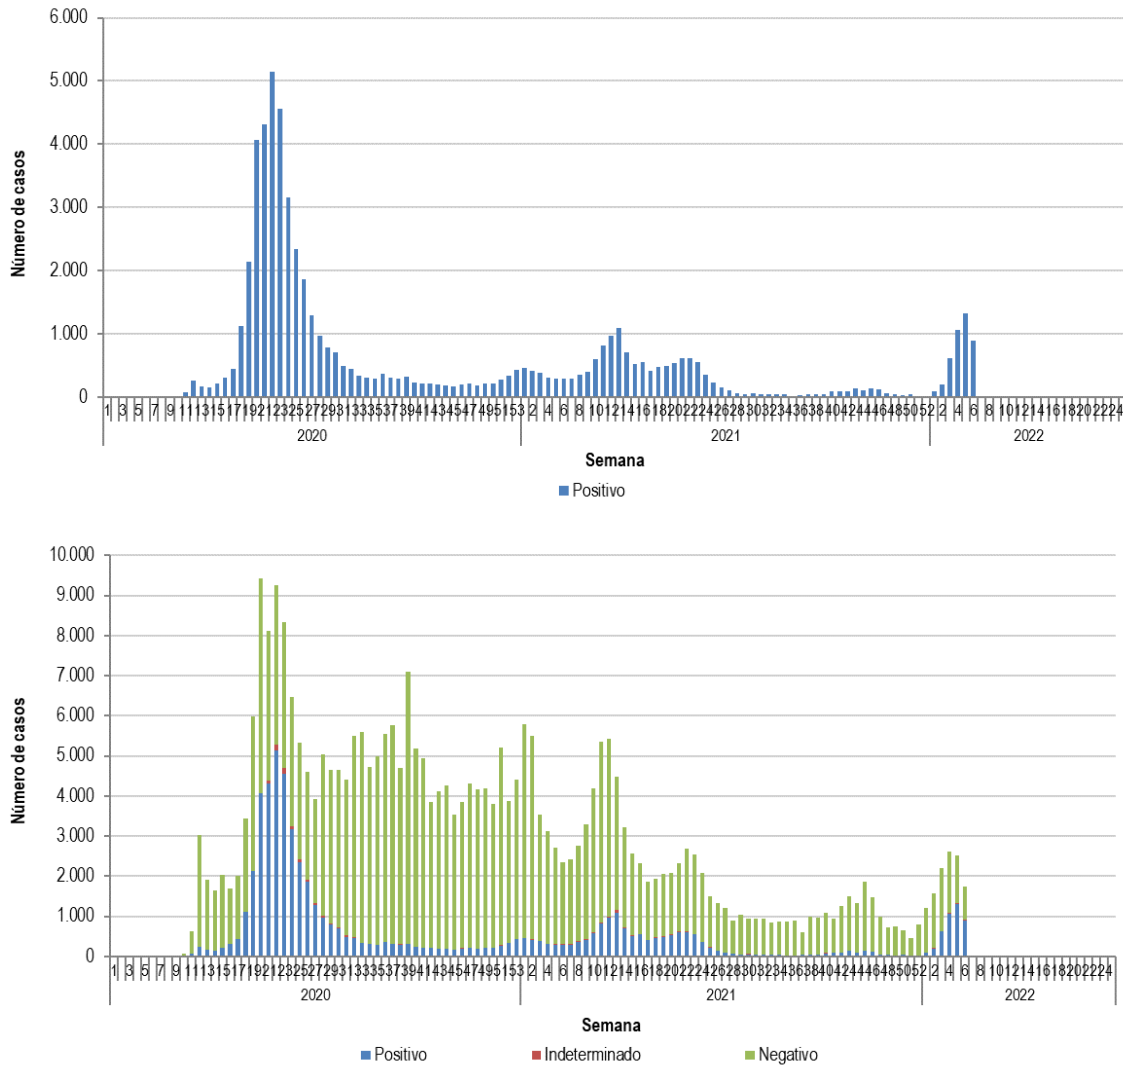 6.000
5.000
4.000
3.000
2.000
1.000
0
Número de casos
1 3 5 7 9 11 13 15 17 19 21 23 25 27 29 31 33 35 37 39 41 43 45 47 49 51 53 2 4 6 8 10 12 14 16 18 20 22 24 26 28 30 32 34 36 38 40 42 44 46 48 50 52 2 4 6 8 10 12 14 16 18 20 22 24
2020 2021 2022
Semana
Positivo
10.000
9.000
8.000
7.000
6.000
5.000
4.000
3.000
2.000
1.000
0
Número de casos
1 3 5 7 9 11 13 15 17 19 21 23 25 27 29 31 33 35 37 39 41 43 45 47 49 51 53 2 4 6 8 10 12 14 16 18 20 22 24 26 28 30 32 34 36 38 40 42 44 46 48 50 52 2 4 6 8 10 12 14 16 18 20 22 24
2020 2021 2022
Semana
Positivo Indeterminado Negativo